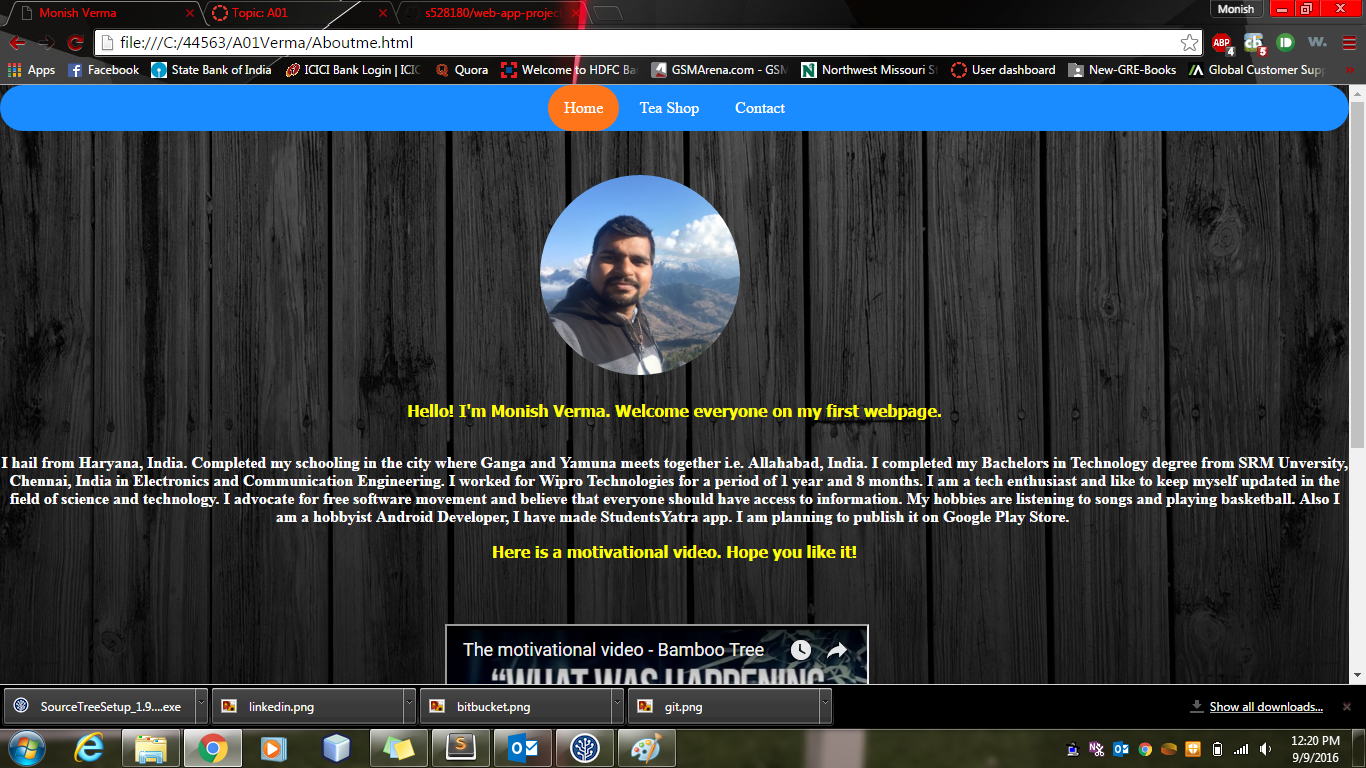 Monish Verma
Topic: A01
s528180/web-app-project
Monish
file:///C:/44563/A01Verma/Aboutme.html
ABP
4
cb
5
w.
Apps
Facebook
State Bank of India
ICICI Bank Login | ICIC
Quora
Welcome to HDFC Ba
GSMArena.com - GSM
Northwest Missouri S
User dashboard
New-GRE-Books
Global Customer Supp
Home
Tea Shop
Contact
Hello! I'm Monish Verma. Welcome everyone on my first webpage.
I hail from Haryana, India. Completed my schooling in the city where Ganga and Yamuna meets together i.e. Allahabad, India. I completed my Bachelors in Technology degree from SRM Unversity,
Chennai, India in Electronics and Communication Engineering. I worked for Wipro Technologies for a period of 1 year and 8 months. I am a tech enthusiast and like to keep myself updated in the
field of science and technology. I advocate for free software movement and believe that everyone should have access to information. My hobbies are listening to songs and playing basketball. Also I
am a hobbyist Android Developer, I have made StudentsYatra app. I am planning to publish it on Google Play Store.
Here is a motivational video. Hope you like it!
The motivational video - Bamboo Tree
“WHAT WAS HAPPENING
SourceTreeSetup_1.9....exe
linkedin.png
bitbucket.png
git.png
Show all downloads...
12:20 PM
9/9/2016